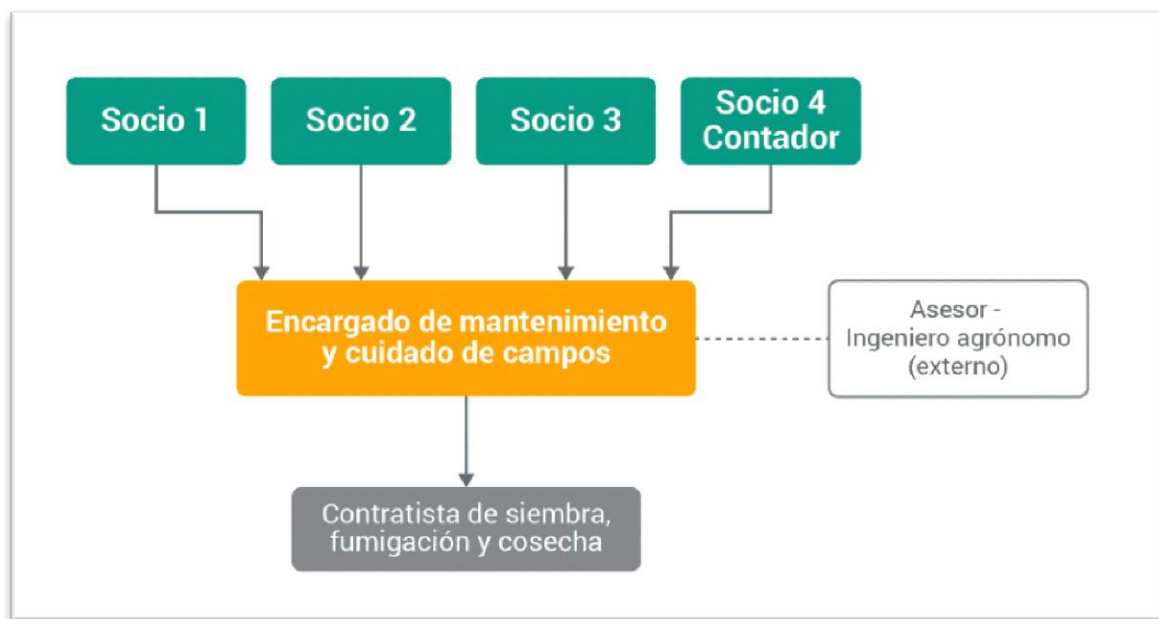 Socio 1
Socio 2
Socio 3
Socio 4
Contador
Encargado de mantenimiento
y cuidado de campos
Asesor -
Ingeniero agrónomo
(externo)
Contratista de siembra,
fumigación y cosecha